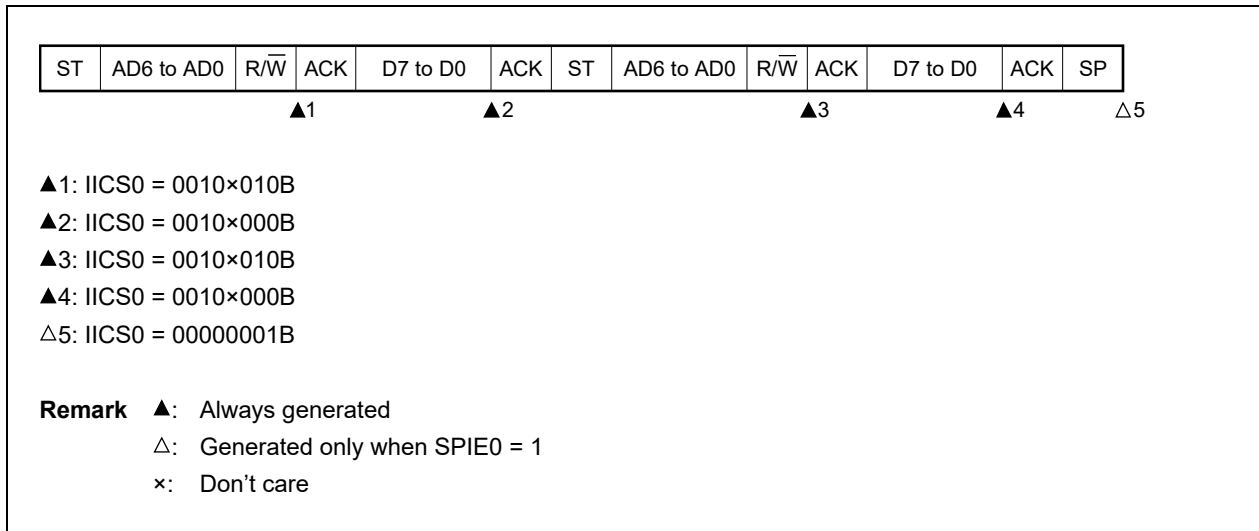 ST AD6 to AD0 R/W̅ ACK D7 to D0 ACK ST AD6 to AD0 R/W̅ ACK D7 to D0 ACK SP
▲1 ▲2 ▲3 ▲4 △5
▲1: IICS0 = 0010×010B
▲2: IICS0 = 0010×000B
▲3: IICS0 = 0010×010B
▲4: IICS0 = 0010×000B
△5: IICS0 = 00000001B
Remark ▲: Always generated
△: Generated only when SPIE0 = 1
×: Don’t care